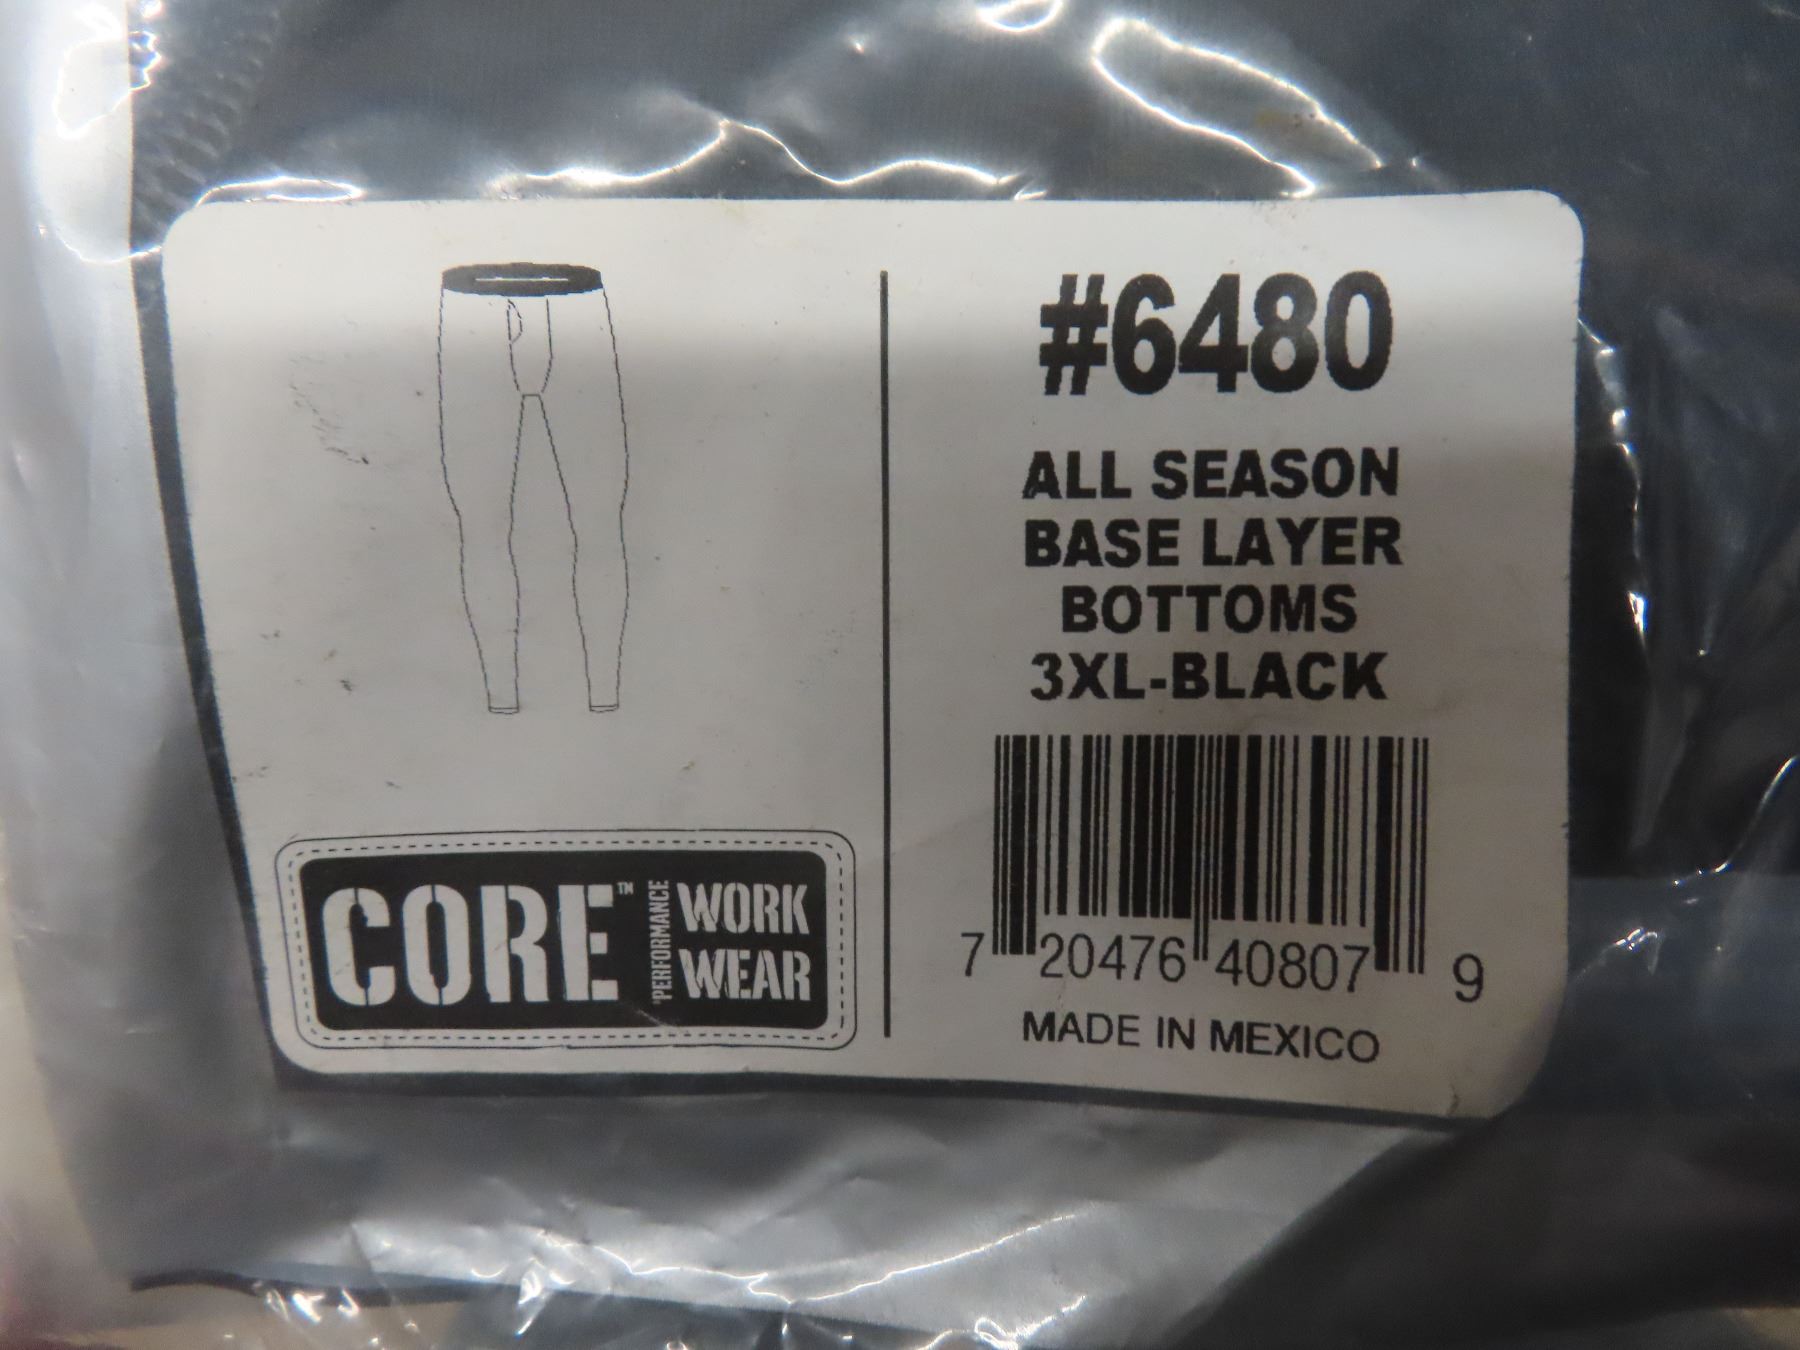 #6480
ALL SEASON
BASE LAYER
BOTTOMS
3XL-BLACK
7 20476 40807 9
MADE IN MEXICO
CORE™ PERFORMANCE WORK WEAR